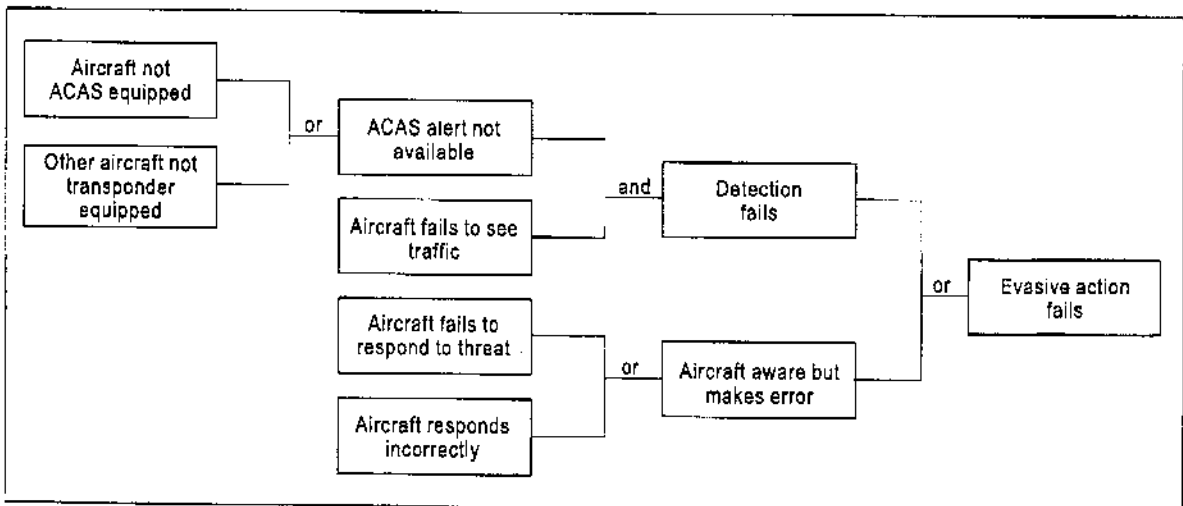 Aircraft not
ACAS equipped
Other aircraft not
transponder
equipped
or
ACAS alert not
available
Aircraft fails to see
traffic
and
Detection
fails
Aircraft fails to
respond to threat
Aircraft responds
incorrectly
or
Aircraft aware but
makes error
or
Evasive action
fails